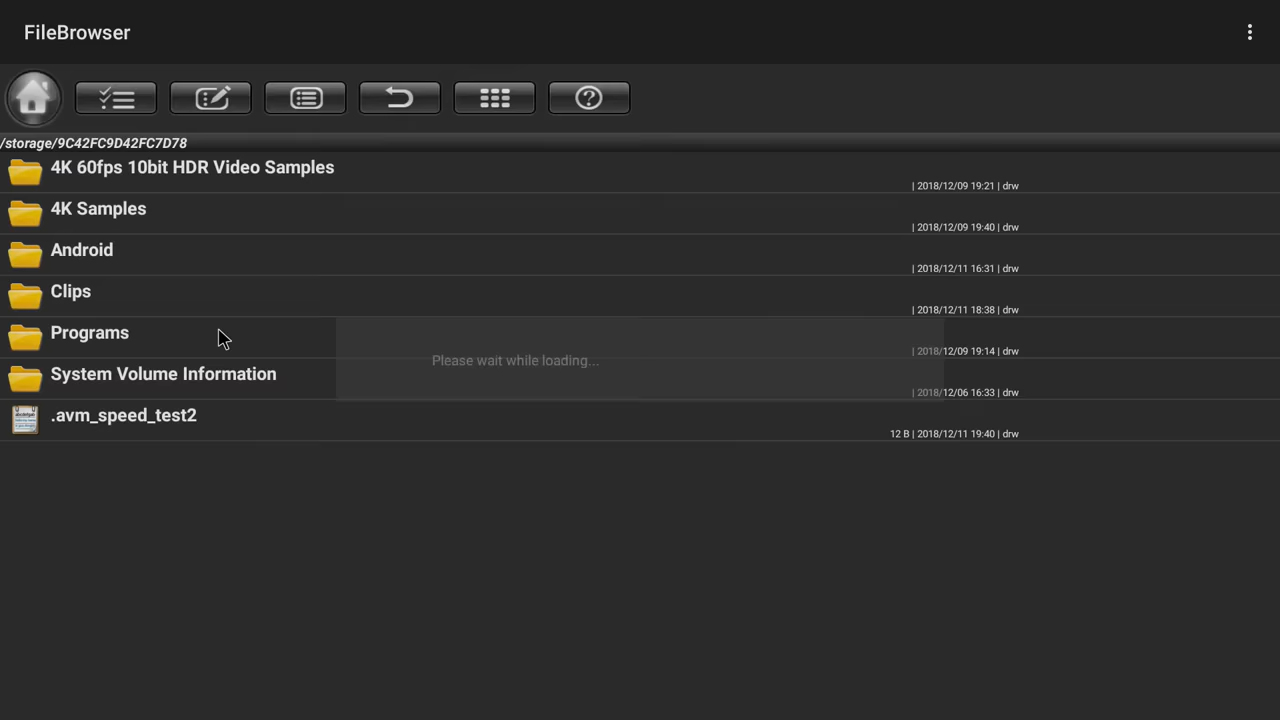 FileBrowser
/storage/9C42FC9D42FC7D78
4K 60fps 10bit HDR Video Samples
| 2018/12/09 19:21 | drw
4K Samples
| 2018/12/09 19:40 | drw
Android
| 2018/12/11 16:31 | drw
Clips
| 2018/12/11 18:38 | drw
Programs
| 2018/12/09 19:14 | drw
Please wait while loading...
System Volume Information
| 2018/12/06 16:33 | drw
.avm_speed_test2
12 B | 2018/12/11 19:40 | drw